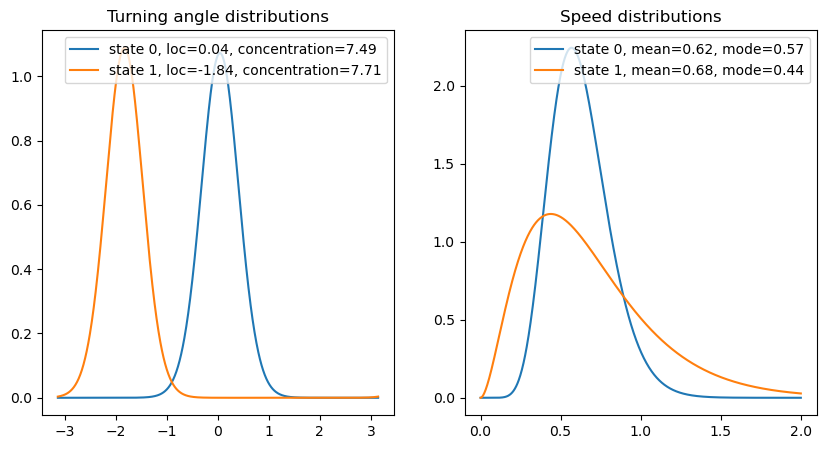 Turning angle distributions
state 0, loc=0.04, concentration=7.49
state 1, loc=-1.84, concentration=7.71
1.0
0.8
0.6
0.4
0.2
0.0
−3 −2 −1 0 1 2 3
Speed distributions
state 0, mean=0.62, mode=0.57
state 1, mean=0.68, mode=0.44
2.0
1.5
1.0
0.5
0.0
0.0 0.5 1.0 1.5 2.0